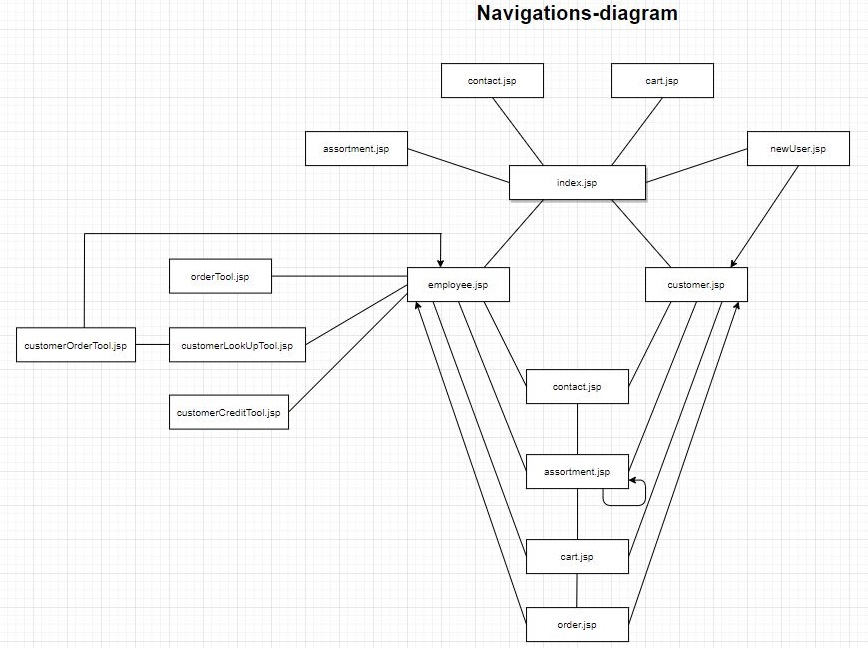 Navigations-diagram
contact.jsp
cart.jsp
assortment.jsp
newUser.jsp
index.jsp
orderTool.jsp
employee.jsp
customer.jsp
customerOrderTool.jsp
customerLookUpTool.jsp
contact.jsp
customerCreditTool.jsp
assortment.jsp
cart.jsp
order.jsp